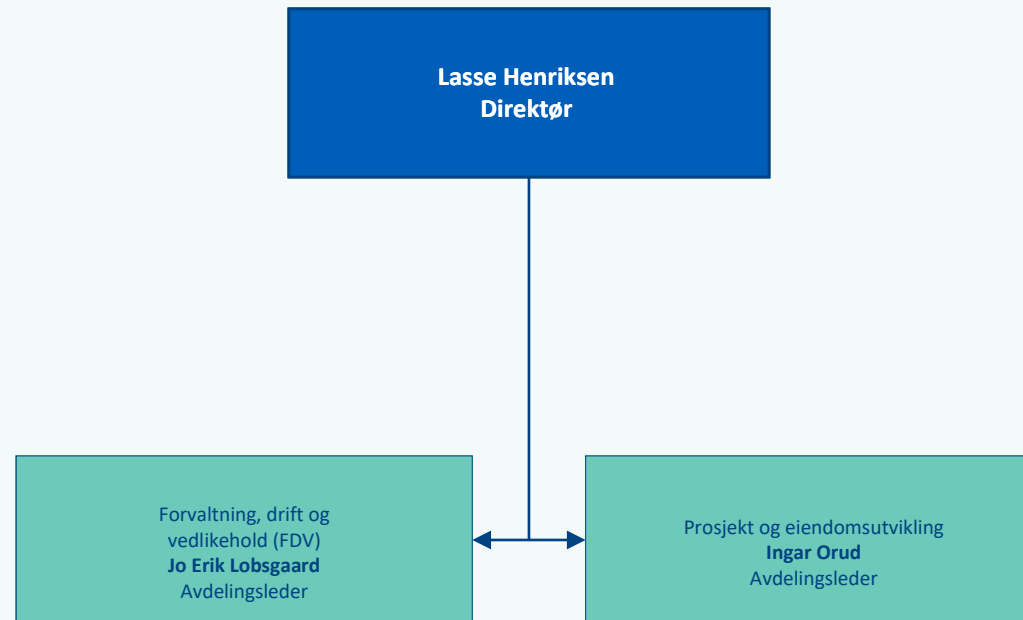 Lasse Henriksen
Direktør
Forvaltning, drift og
vedlikehold (FDV)
Jo Erik Lobsgaard
Avdelingsleder
Prosjekt og eiendomsutvikling
Ingar Orud
Avdelingsleder